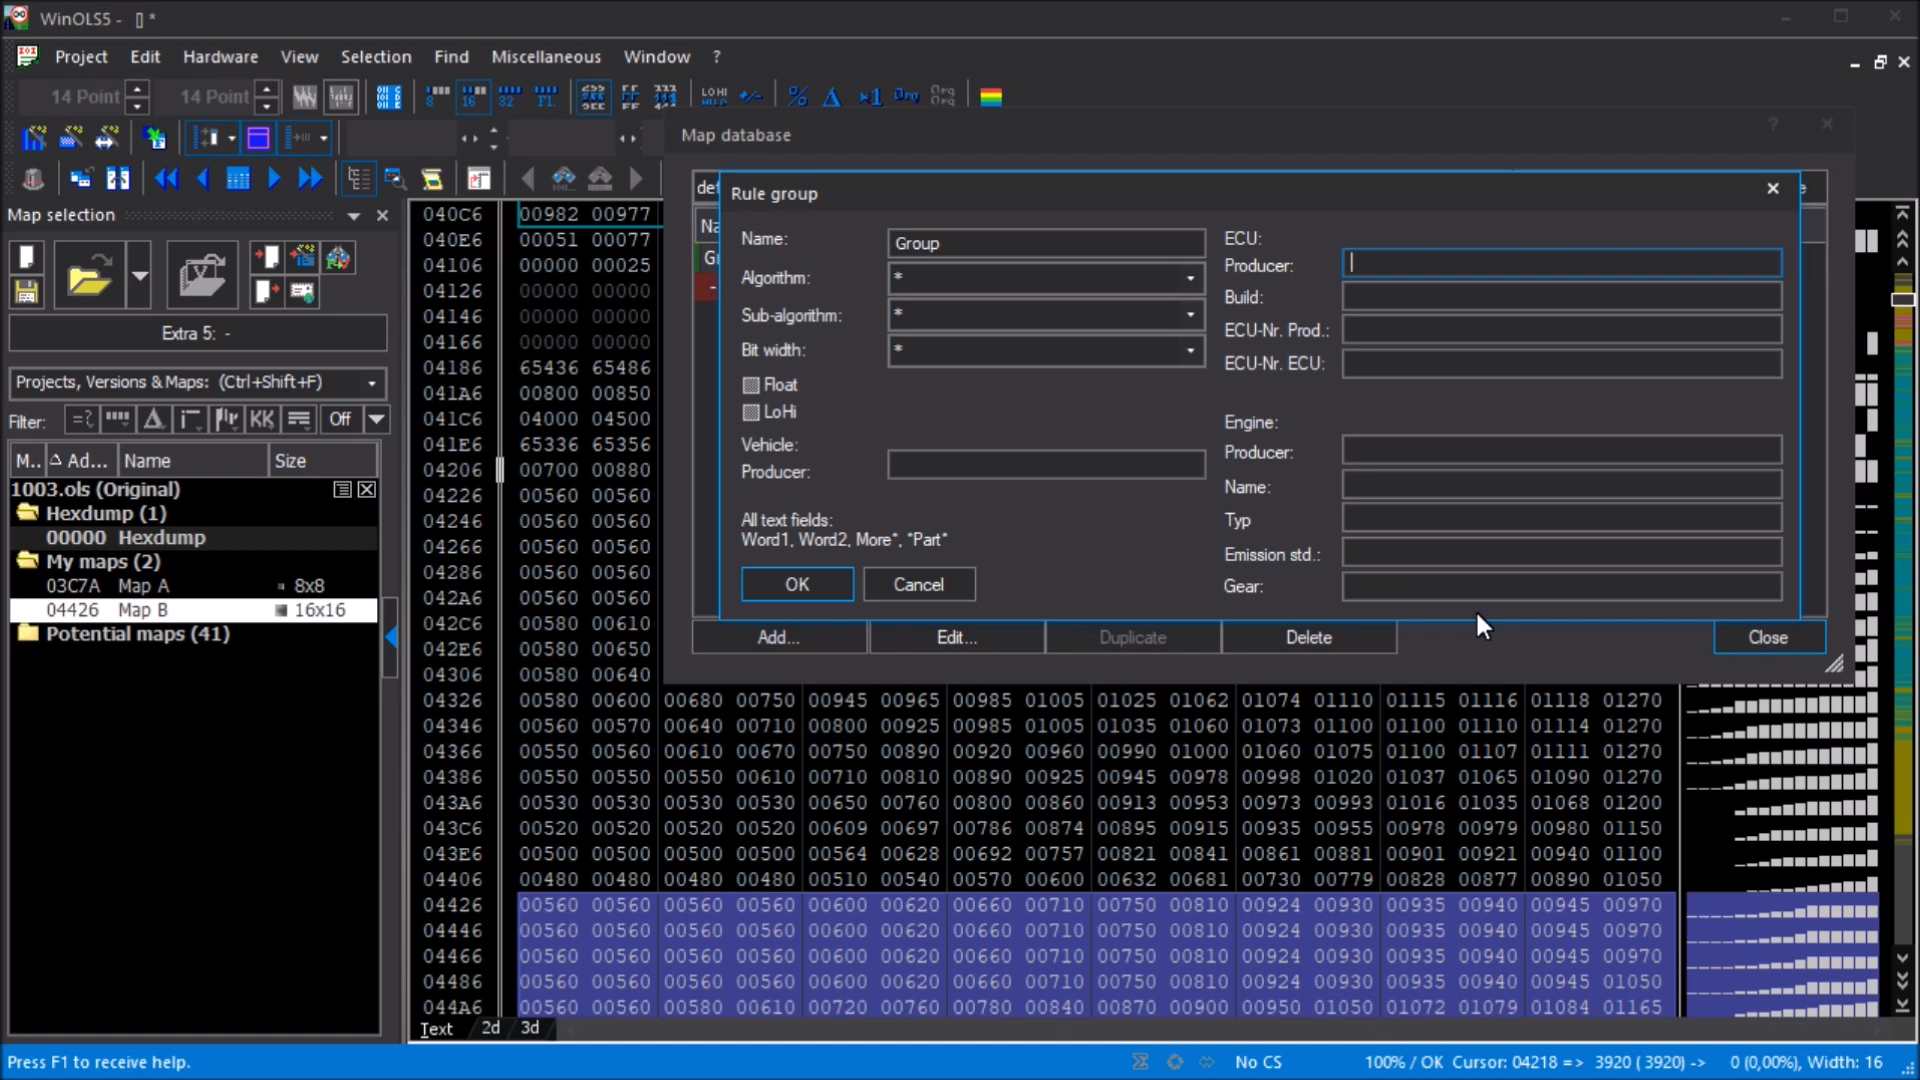 WinOLS5 -  [] *
Project Edit Hardware View Selection Find Miscellaneous Window ?
14 Point 14 Point 8 16 32 F1. LOHI
Map database ?
Map selection
Extra 5: -
Projects, Versions & Maps: (Ctrl+Shift+F)
Filter: =? KK Off
M.. Ad... Name Size
1003.ols (Original)
Hexdump (1)
00000 Hexdump
My maps (2)
03C7A Map A 8x8
04426 Map B 16x16
Potential maps (41)
Rule group
Name: Group
Algorithm: *
Sub-algorithm: *
Bit width: *
Float
LoHi
Vehicle:
Producer:
All text fields:
Word1, Word2, More*, *Part*
OK Cancel
ECU:
Producer:
Build:
ECU-Nr. Prod.:
ECU-Nr. ECU:
Engine:
Producer:
Name:
Typ
Emission std.:
Gear:
Add... Edit... Duplicate Delete Close
040C6 00982 00977
040E6 00051 00077
04106 00000 00025
04126 00000 00000
04146 00000 00000
04166 00000 00000
04186 65436 65486
041A6 00800 00850
041C6 04000 04500
041E6 65336 65356
04206 00700 00880
04226 00560 00560
04246 00560 00560
04266 00560 00560
04286 00560 00560
042A6 00560 00560
042C6 00580 00610
042E6 00580 00650
04306 00580 00640
04326 00580 00600 00680 00750 00945 00965 00985 01005 01025 01062 01074 01110 01115 01116 01118 01270
04346 00560 00570 00640 00710 00800 00925 00985 01005 01035 01060 01073 01100 01100 01110 01114 01270
04366 00550 00560 00610 00670 00750 00890 00920 00960 00990 01000 01060 01075 01100 01107 01111 01270
04386 00550 00550 00550 00610 00710 00810 00890 00925 00945 00978 00998 01020 01037 01065 01090 01270
043A6 00530 00530 00530 00530 00650 00760 00800 00860 00913 00953 00973 00993 01016 01035 01068 01200
043C6 00520 00520 00520 00520 00609 00697 00786 00874 00895 00915 00935 00955 00978 00979 00980 01150
043E6 00500 00500 00500 00500 00564 00628 00692 00757 00821 00841 00861 00881 00901 00921 00940 01100
04406 00480 00480 00480 00480 00510 00540 00570 00600 00632 00681 00730 00779 00828 00877 00890 01050
04426 00560 00560 00560 00560 00600 00620 00660 00710 00750 00810 00924 00930 00935 00940 00945 00970
04446 00560 00560 00560 00560 00600 00620 00660 00710 00750 00810 00924 00930 00935 00940 00945 00970
04466 00560 00560 00560 00560 00600 00620 00660 00710 00750 00810 00924 00930 00935 00940 00945 00970
04486 00560 00560 00560 00560 00600 00620 00660 00710 00750 00810 00924 00930 00935 00940 00945 01050
044A6 00560 00560 00580 00610 00720 00760 00780 00840 00870 00900 00950 01050 01072 01079 01084 01165
Text 2d 3d
Press F1 to receive help. No CS 100% / OK Cursor: 04218 => 3920 ( 3920) -> 0 (0,00%), Width: 16